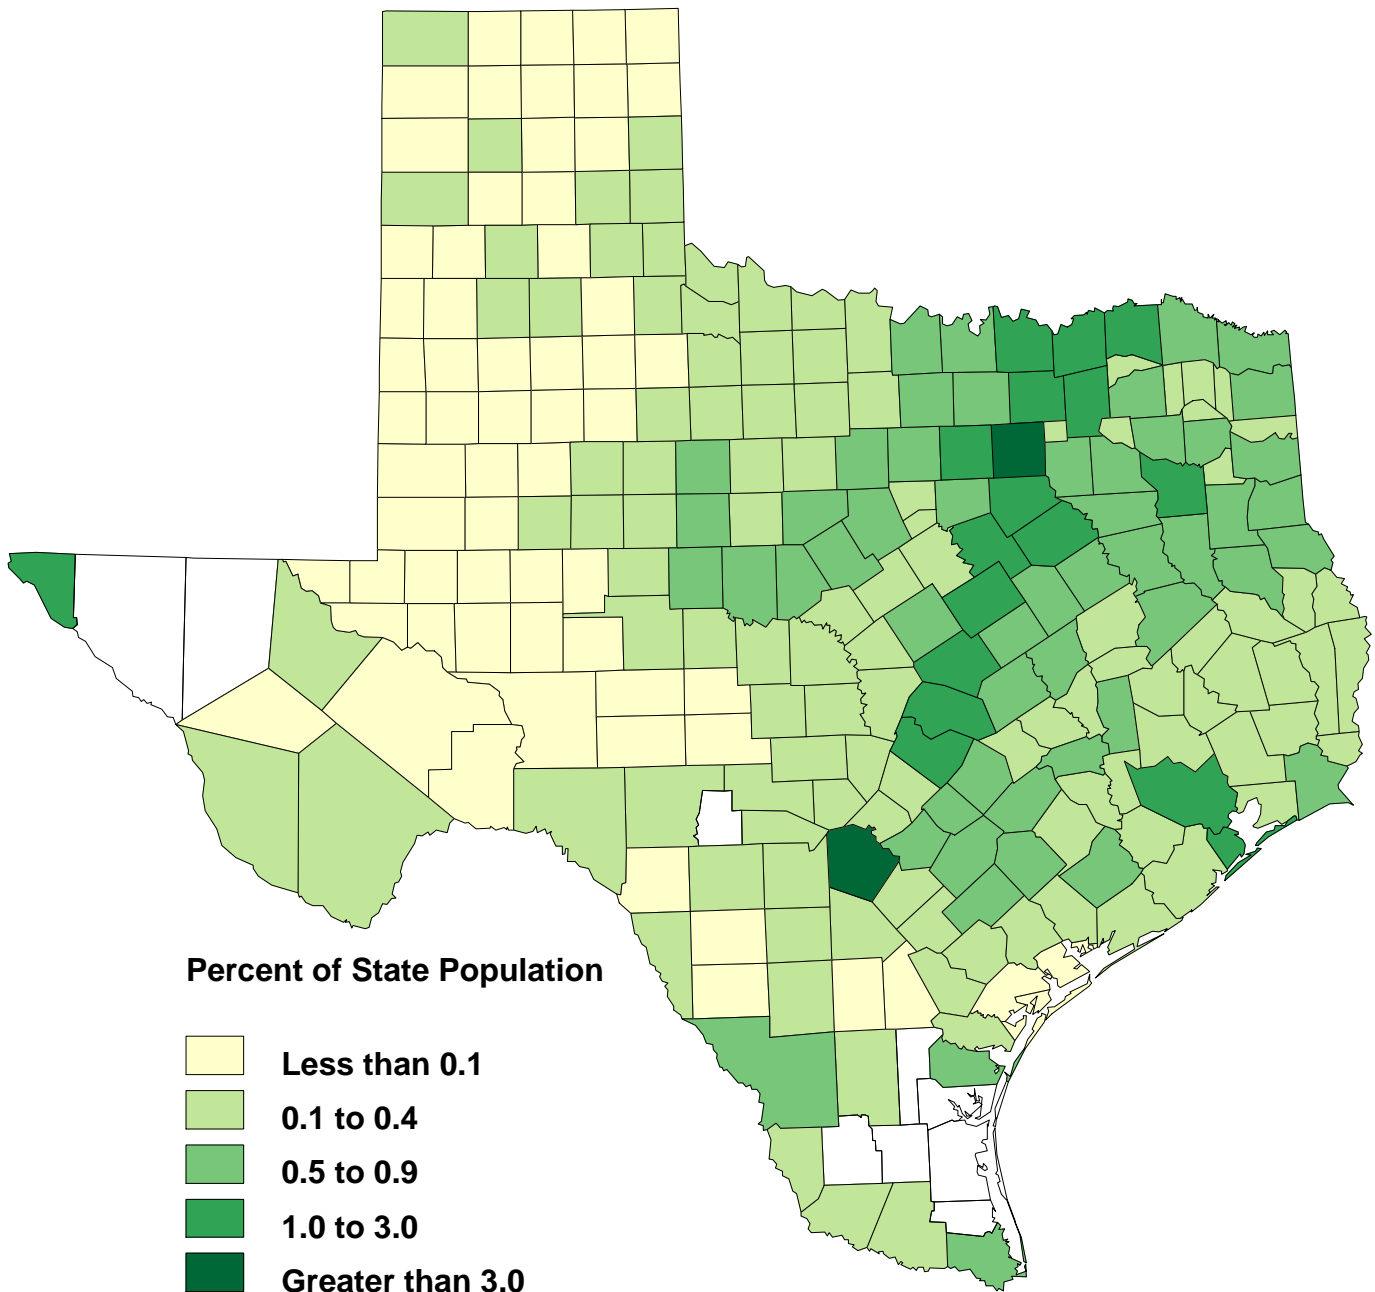 Percent of State Population
Less than 0.1
0.1 to 0.4
0.5 to 0.9
1.0 to 3.0
Greater than 3.0